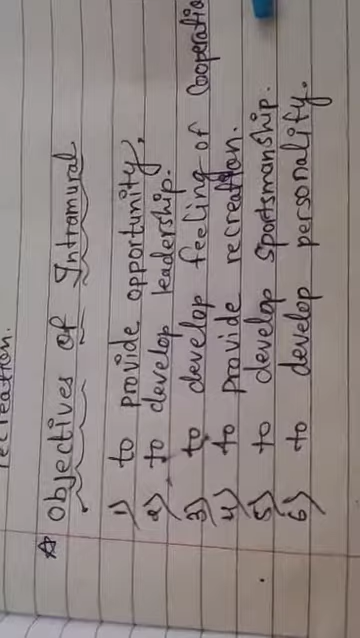 recreation.
☆ Objectives of Intramural
1) to provide opportunity,
2) to develop leadership.
3) to develop feeling of Cooperatio
4) to provide recreation.
5) to develop Sportsmanship.
6) to develop personality.